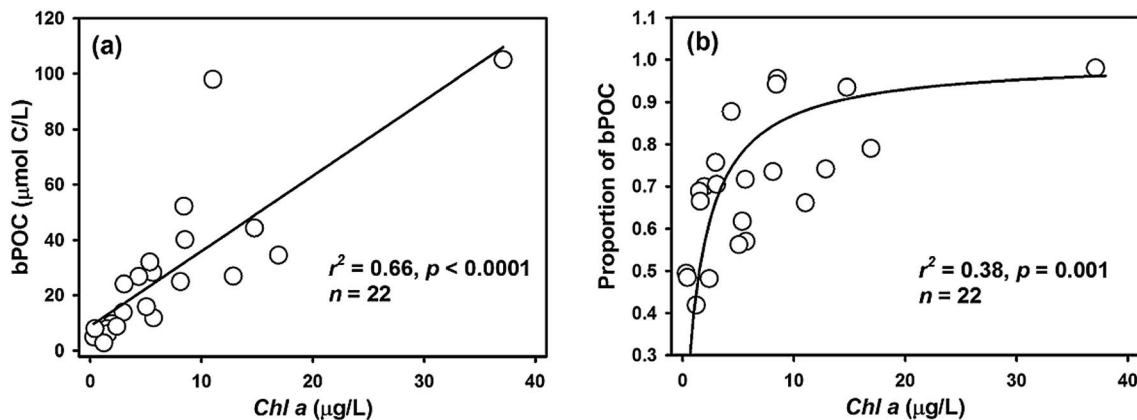 (a)
120
100
80
60
40
20
0
bPOC (μmol C/L)
r² = 0.66, p < 0.0001
n = 22
0 10 20 30 40
Chl a (μg/L)
(b)
1.1
1.0
0.9
0.8
0.7
0.6
0.5
0.4
0.3
Proportion of bPOC
r² = 0.38, p = 0.001
n = 22
0 10 20 30 40
Chl a (μg/L)